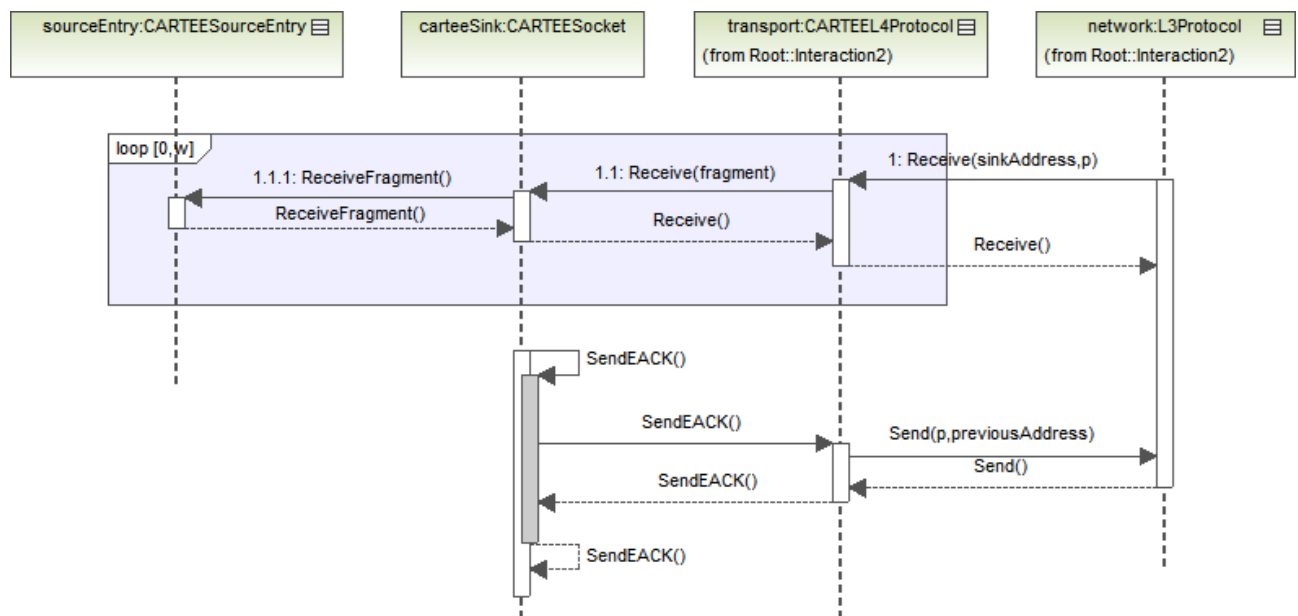 sourceEntry:CARTEESourceEntry
carteeSink:CARTEESocket
transport:CARTEEL4Protocol
(from Root::Interaction2)
network:L3Protocol
(from Root::Interaction2)
loop [0,w]
1: Receive(sinkAddress,p)
1.1: Receive(fragment)
1.1.1: ReceiveFragment()
ReceiveFragment()
Receive()
Receive()
SendEACK()
SendEACK()
Send(p,previousAddress)
Send()
SendEACK()
SendEACK()